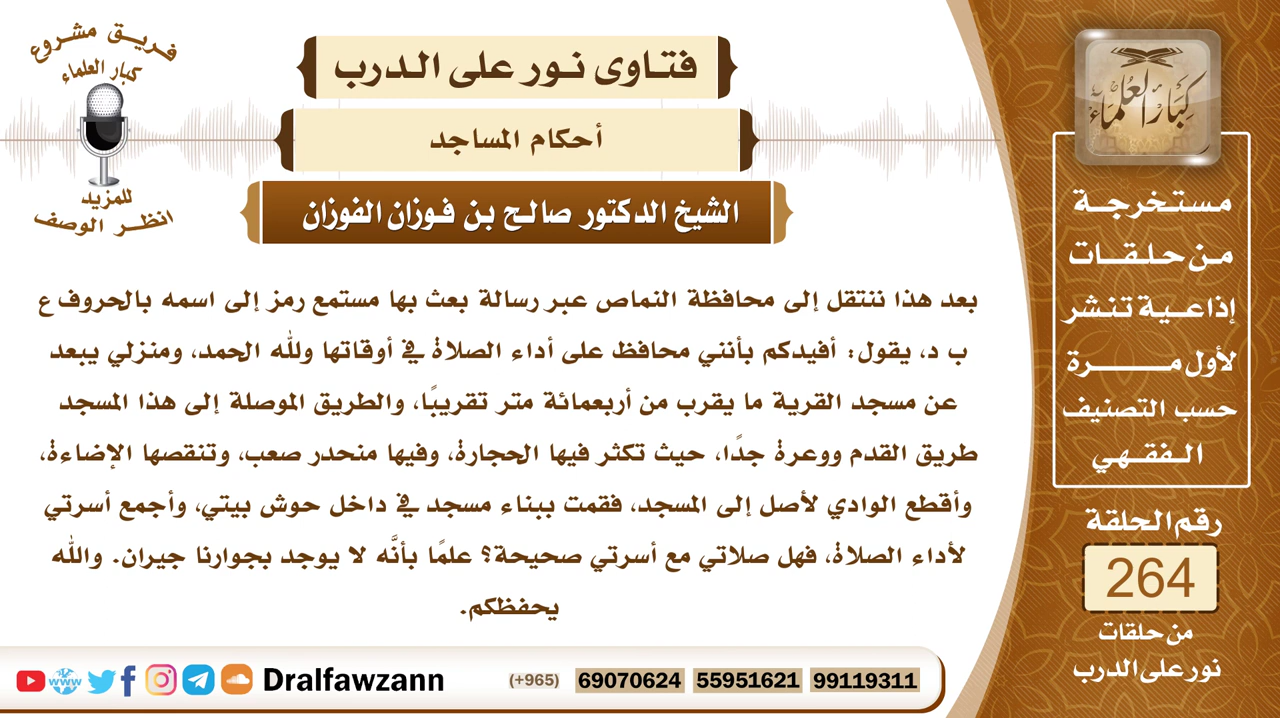 فريق مشروع
كبار العلماء
للمزيد
انظر الوصف
فتاوى نور على الدرب
أحكام المساجد
الشيخ الدكتور صالح بن فوزان الفوزان
بعد هذا ننتقل إلى محافظة النماص عبر رسالة بعث بها مستمع رمز إلى اسمه بالحروف ع
ب د، يقول: أفيدكم بأنني محافظ على أداء الصلاة في أوقاتها ولله الحمد، ومنزلي يبعد
عن مسجد القرية ما يقرب من أربعمائة متر تقريبًا، والطريق الموصلة إلى هذا المسجد
طريق القدم ووعرة جدًا، حيث تكثر فيها الحجارة، وفيها منحدر صعب، وتنقصها الإضاءة،
وأقطع الوادي لأصل إلى المسجد، فقمت ببناء مسجد في داخل حوش بيتي، وأجمع أسرتي
لأداء الصلاة، فهل صلاتي مع أسرتي صحيحة؟ علمًا بأنَّه لا يوجد بجوارنا جيران. والله
يحفظكم.
كبار العلماء
مستخرجة
من حلقات
إذاعية تنشر
لأول مرة
حسب التصنيف
الفقهي
رقم الحلقة
264
من حلقات
نور على الدرب
www Dralfawzann (+965) 69070624 55951621 99119311